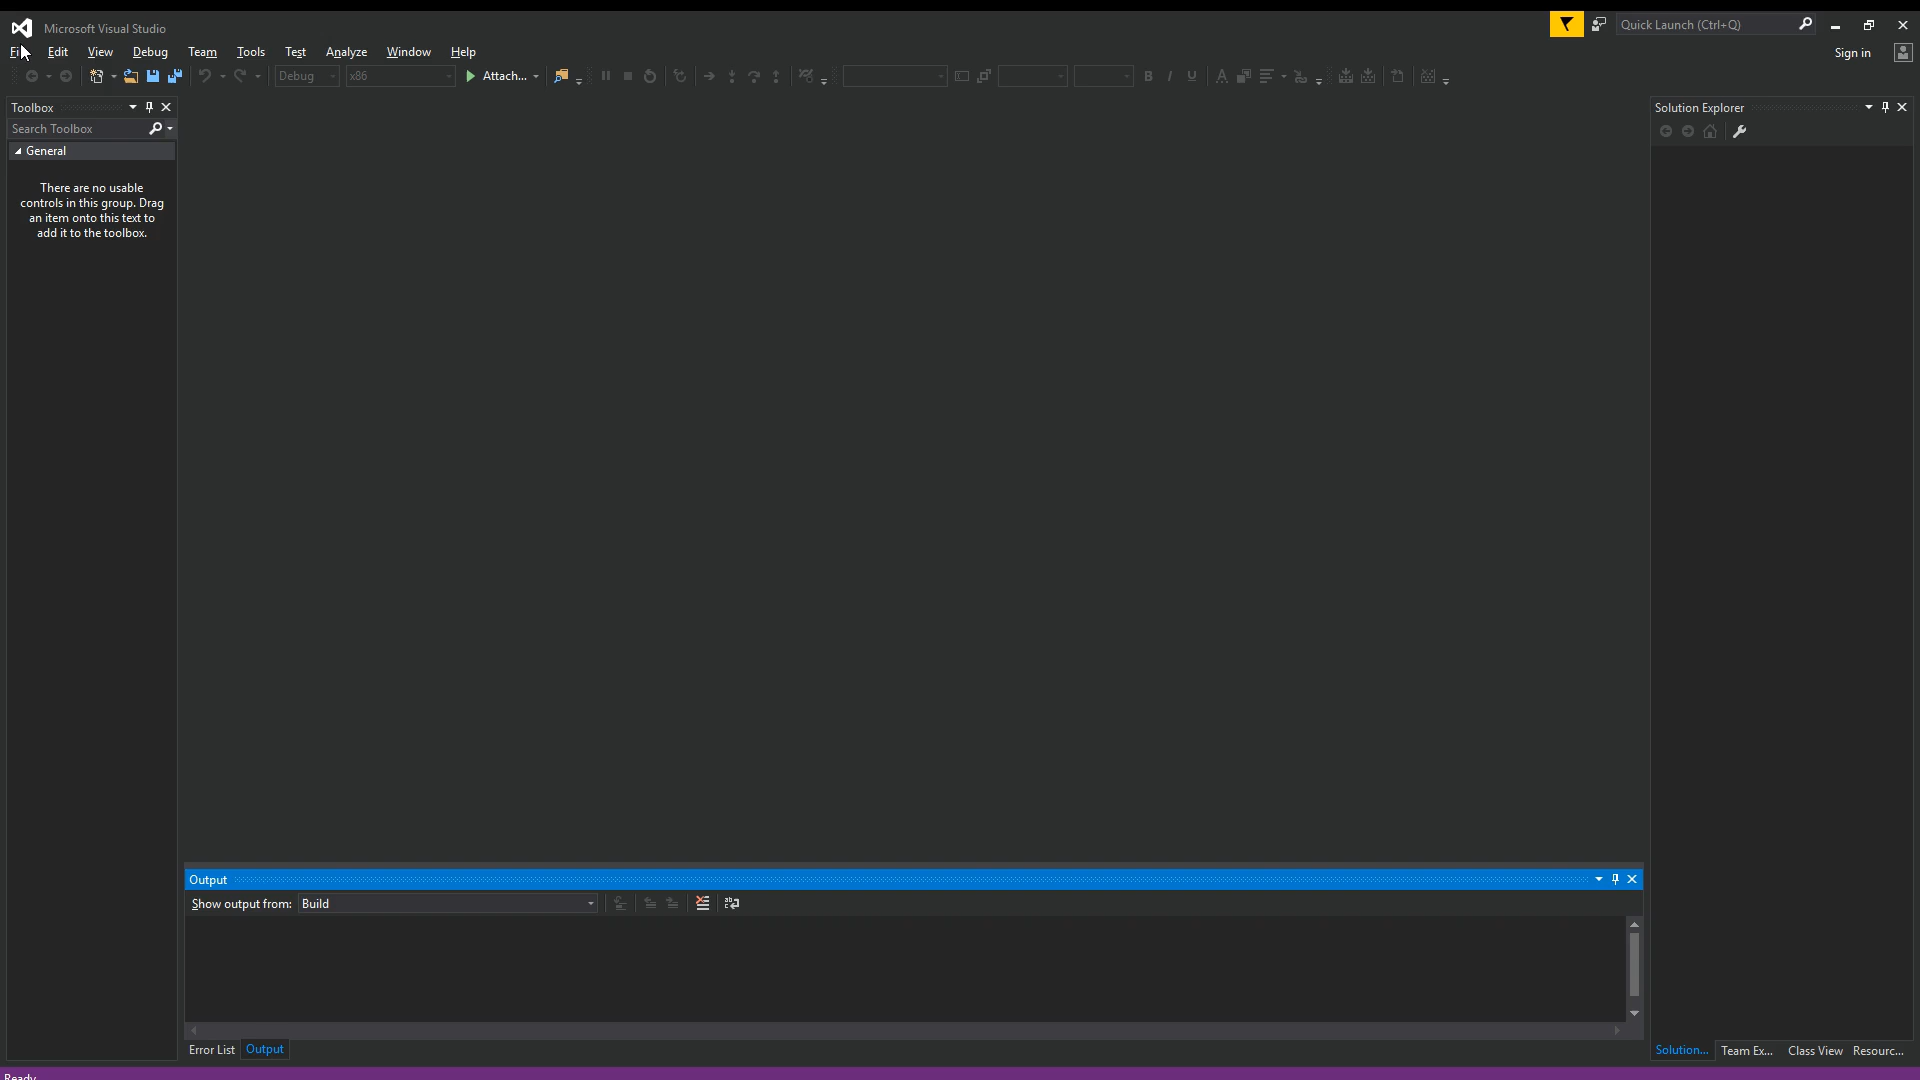 Microsoft Visual Studio
Quick Launch (Ctrl+Q)
Edit View Debug Team Tools Test Analyze Window Help
Sign in
Debug x86 Attach...
Toolbox
Search Toolbox
General
There are no usable
controls in this group. Drag
an item onto this text to
add it to the toolbox.
Solution Explorer
Output
Show output from: Build
Error List Output
Solution... Team Ex... Class View Resourc...
Ready